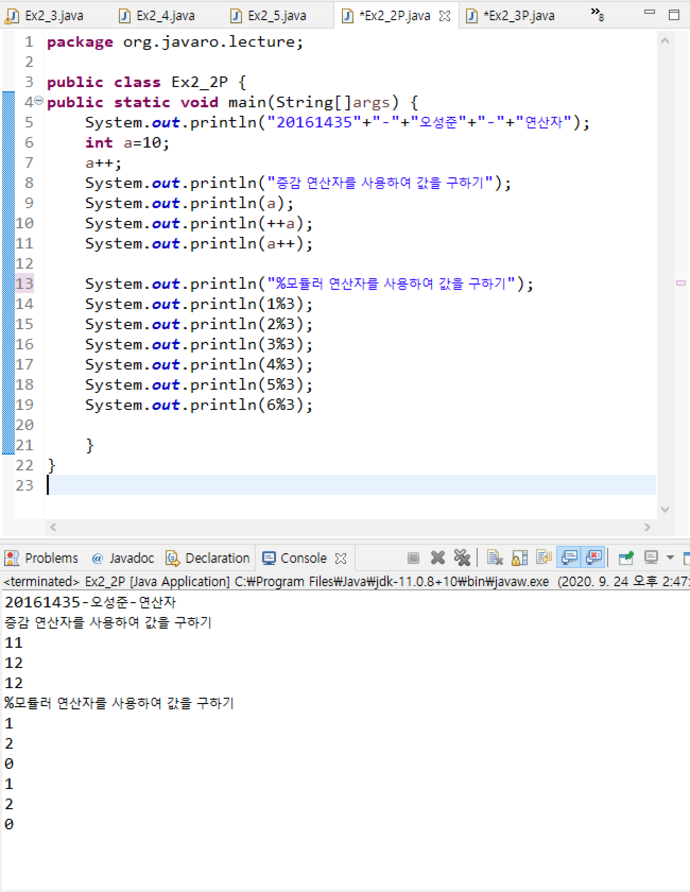 Ex2_3.java Ex2_4.java Ex2_5.java *Ex2_2P.java *Ex2_3P.java »8
1 package org.javaro.lecture;
2
3 public class Ex2_2P {
4 public static void main(String[]args) {
5 System.out.println("20161435"+"-"+"오성준"+"-"+"연산자");
6 int a=10;
7 a++;
8 System.out.println("증감 연산자를 사용하여 값을 구하기");
9 System.out.println(a);
10 System.out.println(++a);
11 System.out.println(a++);
12
13 System.out.println("%모듈러 연산자를 사용하여 값을 구하기");
14 System.out.println(1%3);
15 System.out.println(2%3);
16 System.out.println(3%3);
17 System.out.println(4%3);
18 System.out.println(5%3);
19 System.out.println(6%3);
20
21 }
22 }
23
Problems @ Javadoc Declaration Console
<terminated> Ex2_2P [Java Application] C:₩Program Files₩Java₩jdk-11.0.8+10₩bin₩javaw.exe (2020. 9. 24 오후 2:47:
20161435-오성준-연산자
증감 연산자를 사용하여 값을 구하기
11
12
12
%모듈러 연산자를 사용하여 값을 구하기
1
2
0
1
2
0